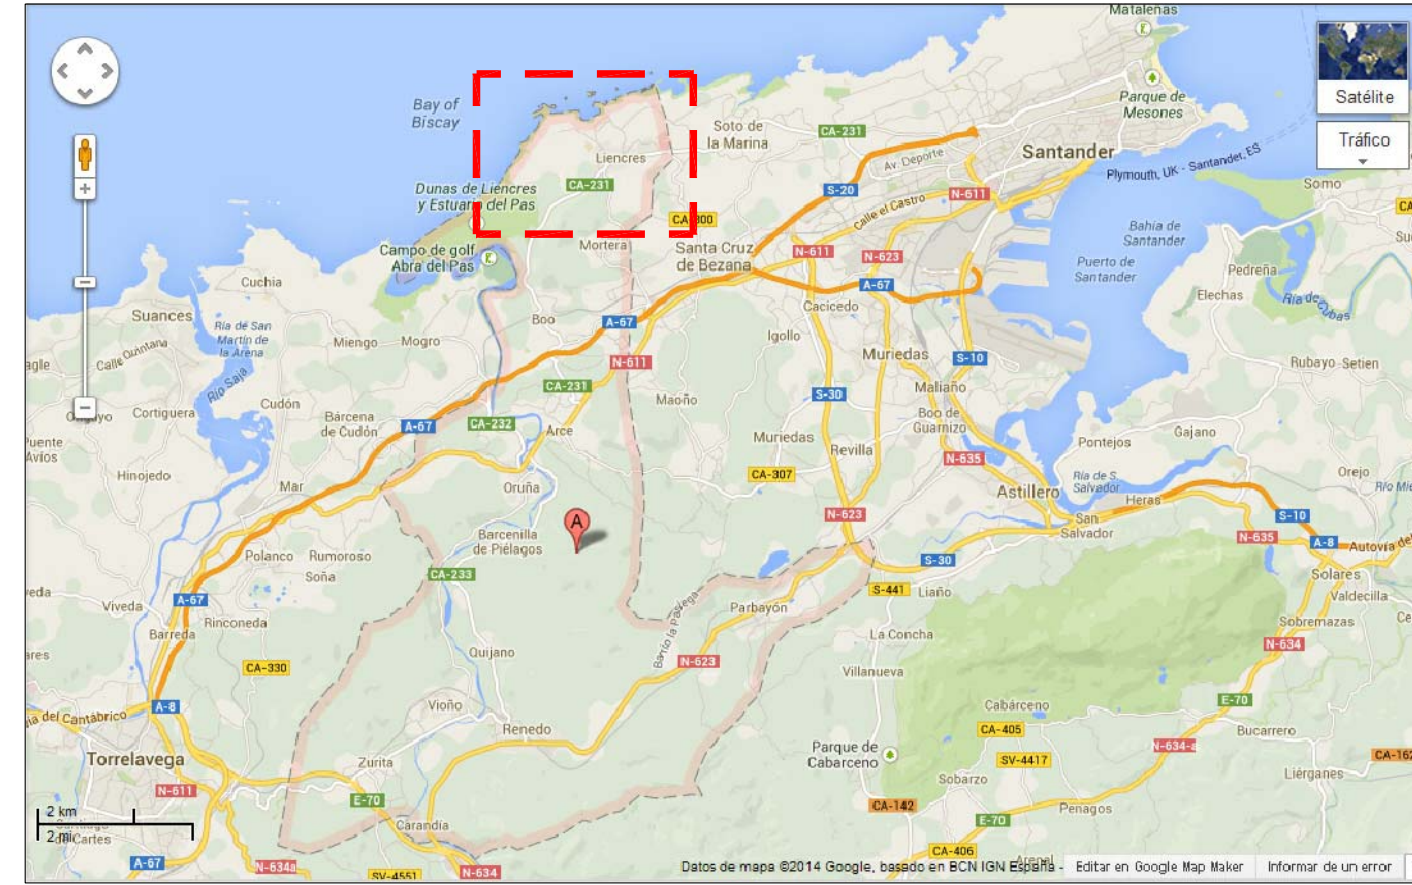 Matalenas
Satélite
Bay of
Biscay
Parque de
Mesones
Soto de
la Marina
CA-231
Tráfico
Liencres
Av. Deporte
Santander
Plymouth, UK - Santander, ES
Dunas de Liencres
y Estuario del Pas
CA-231
S-20
N-611
Somo
Calle el Castro
CA-300
Bahía de
Santander
Campo de golf
Abra del Pas
Mortera
Santa Cruz
de Bezana
N-611
N-623
Puerto de
Santander
Pedreña
Cuchia
A-67
Elechas
Ría de Cubas
Suances
Ría de San
Martín de
la Arena
Boo
A-67
Cacicedo
Miengo
Mogro
Igollo
Calle Quintana
Muriedas
S-10
N-611
Rubayo
Setien
Río Saja
CA-231
Maliaño
S-30
Maoño
Cortiguera
Cudón
Bárcena
de Cudón
A-67
CA-232
Arce
Boo de
Guarnizo
Puente
Avíos
Muriedas
Revilla
Pontejos
Gajano
Hinojedo
Mar
Oruña
CA-307
N-635
Ría de S.
Salvador
Orejo
Astillero
Heras
A
N-623
San
Salvador
S-10
Barcenilla
de Piélagos
N-635
A-8
Polanco
Rumoroso
Soña
CA-233
S-30
Solares
S-441
Liaño
Valdecilla
Viveda
A-67
Rinconeda
Parbayón
Sobremazas
Barreda
La Concha
N-634
Quijano
CA-330
N-623
Villanueva
E-70
A-8
Vioño
Cabárceno
Renedo
CA-405
Bucarrero
Torrelavega
Parque de
Cabarceno
N-634-a
Zurita
SV-4417
Liérganes
Sobarzo
N-611
E-70
CA-142
Penagos
2 km
2 mi
Carandía
E-70
CA-406
A-67
N-634a
SV-4551
N-634
Datos de mapa ©2014 Google, basado en BCN IGN España -
Editar en Google Map Maker
Informar de un error